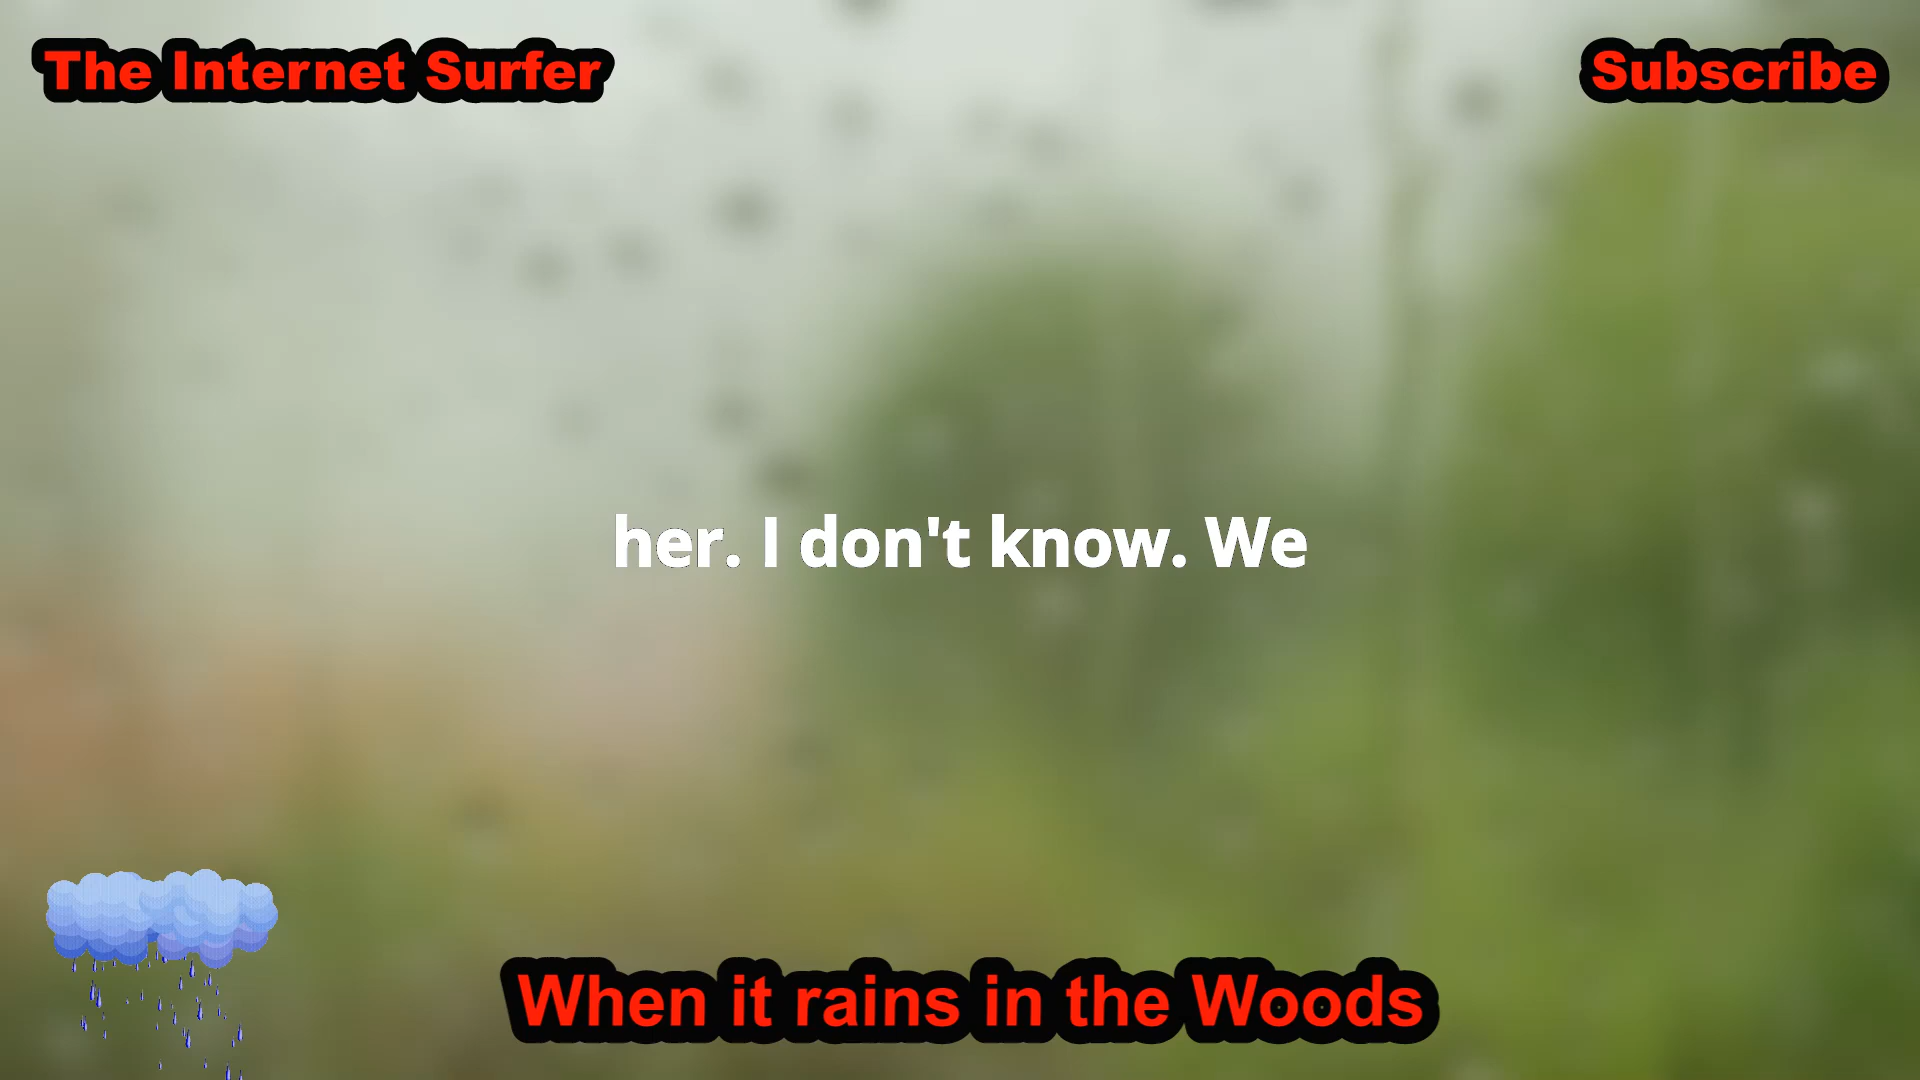 The Internet Surfer
Subscribe
her. I don't know. We
When it rains in the Woods